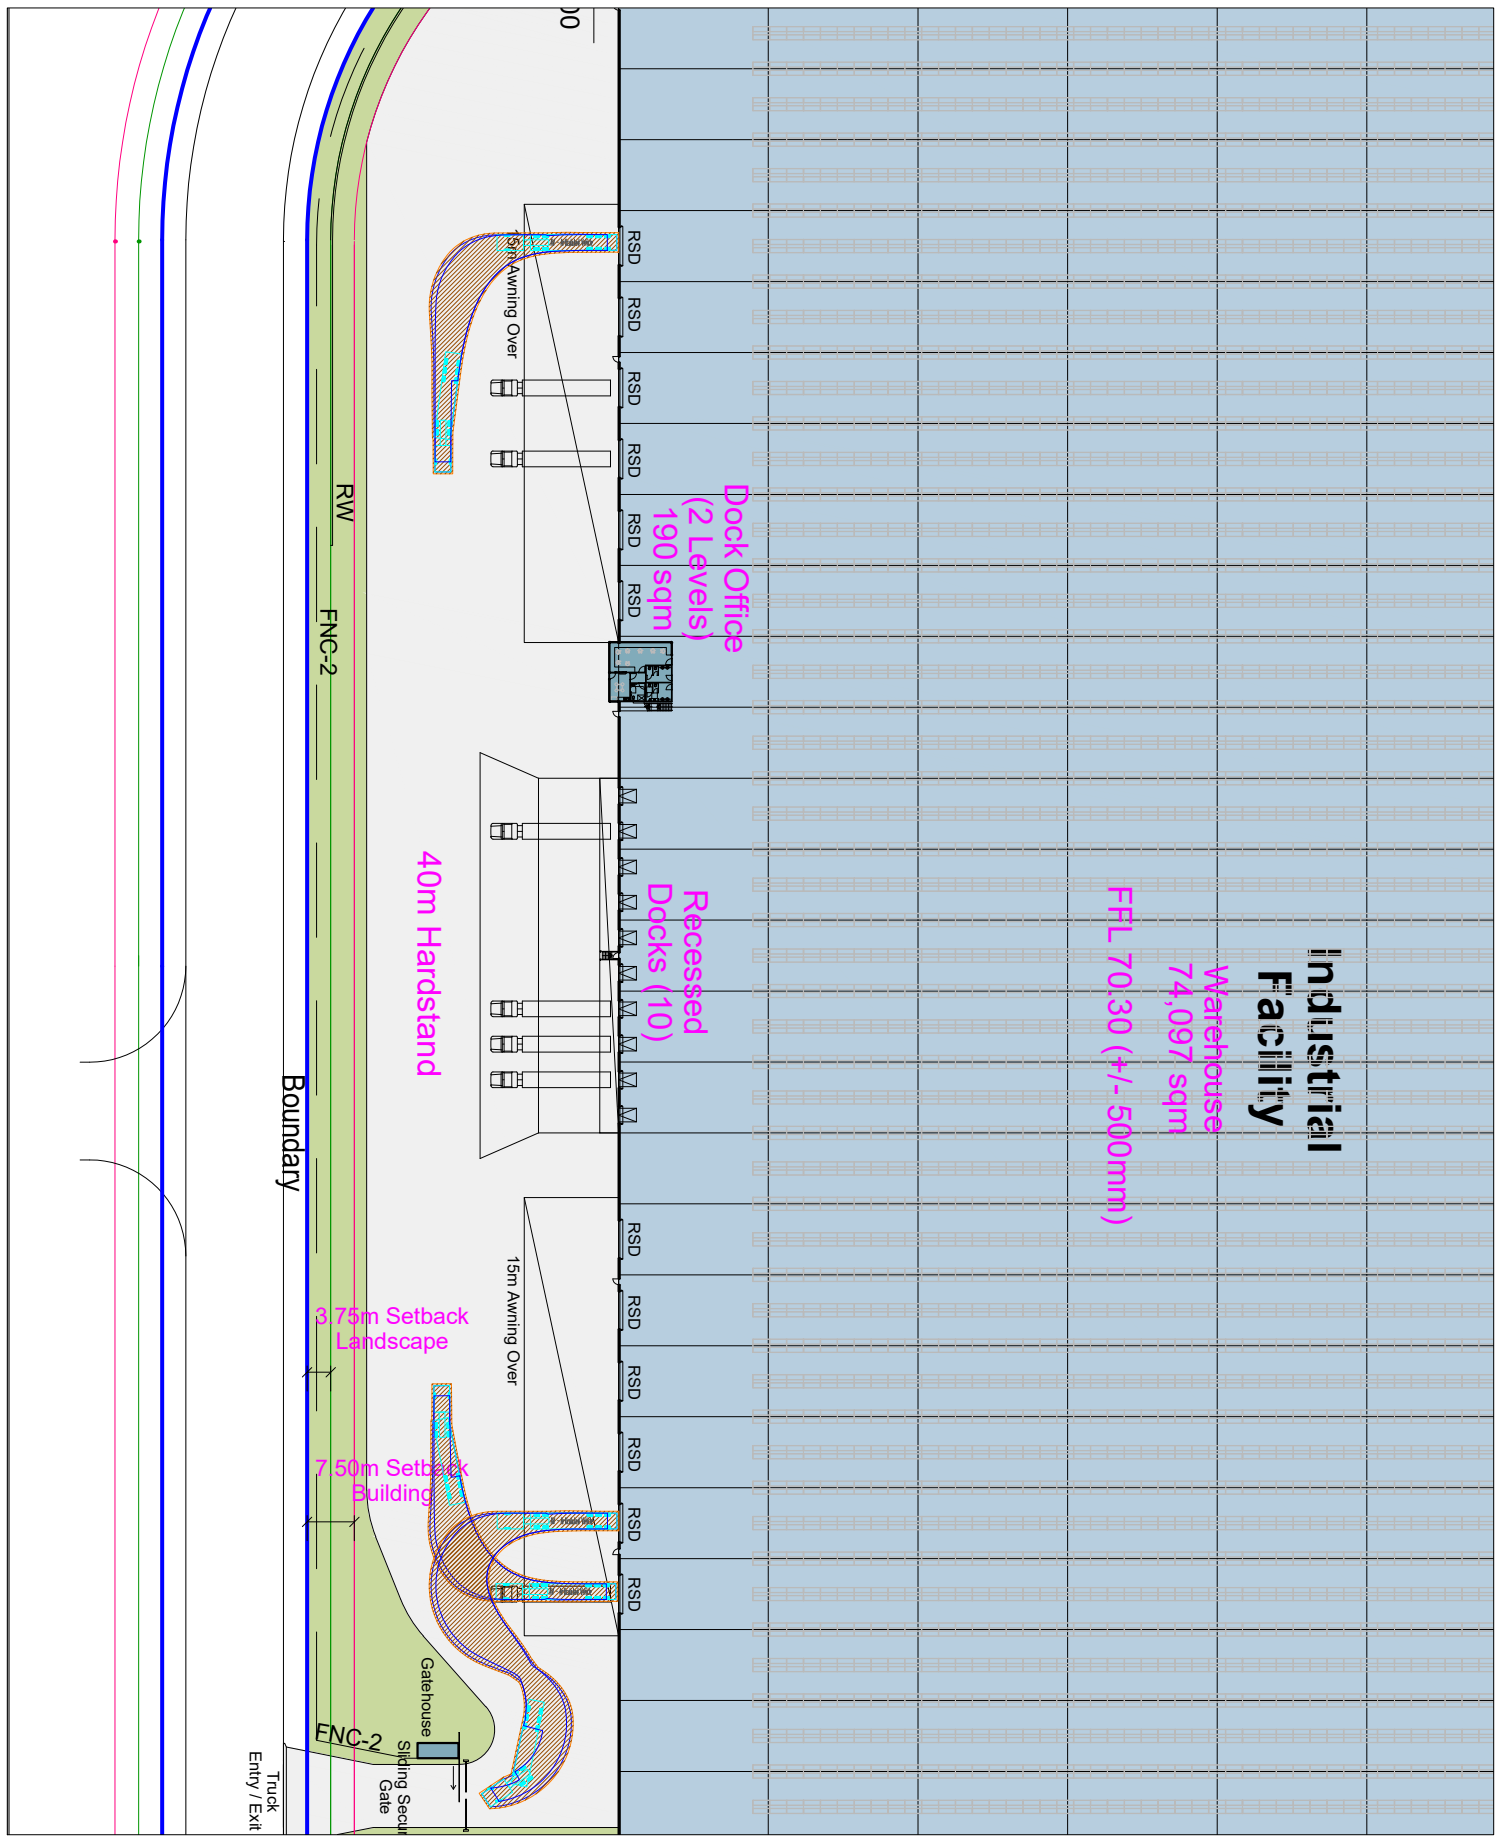 00
15m Awning Over
RSD
RSD
RSD
RSD
RSD
RSD
Dock Office
(2 Levels)
190 sqm
RW
FNC-2
40m Hardstand
Recessed
Docks (10)
Industrial
Facility
Warehouse
74,097 sqm
FFL 70.30 (+/- 500mm)
Boundary
15m Awning Over
RSD
RSD
RSD
RSD
RSD
RSD
3.75m Setback
Landscape
7.50m Setback
Building
Gatehouse
FNC-2
Sliding Secur
Gate
Truck
Entry / Exit